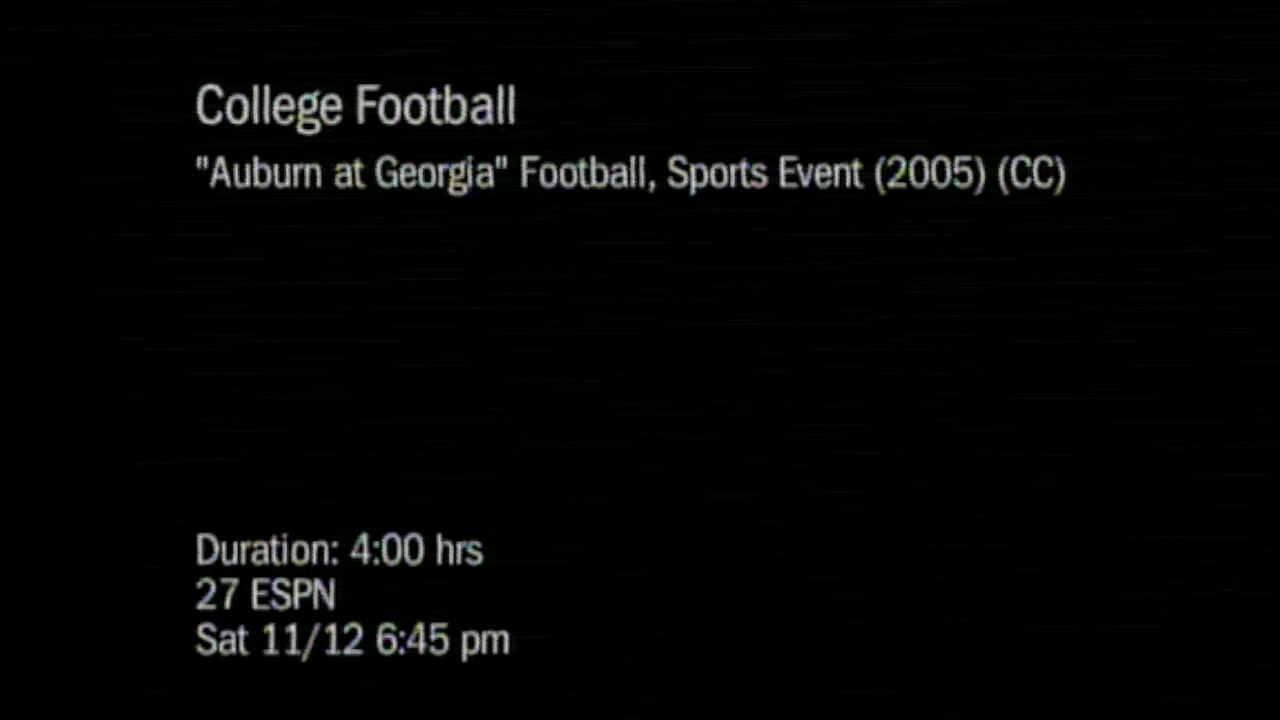 College Football
"Auburn at Georgia" Football, Sports Event (2005) (CC)
Duration: 4:00 hrs
27 ESPN
Sat 11/12 6:45 pm